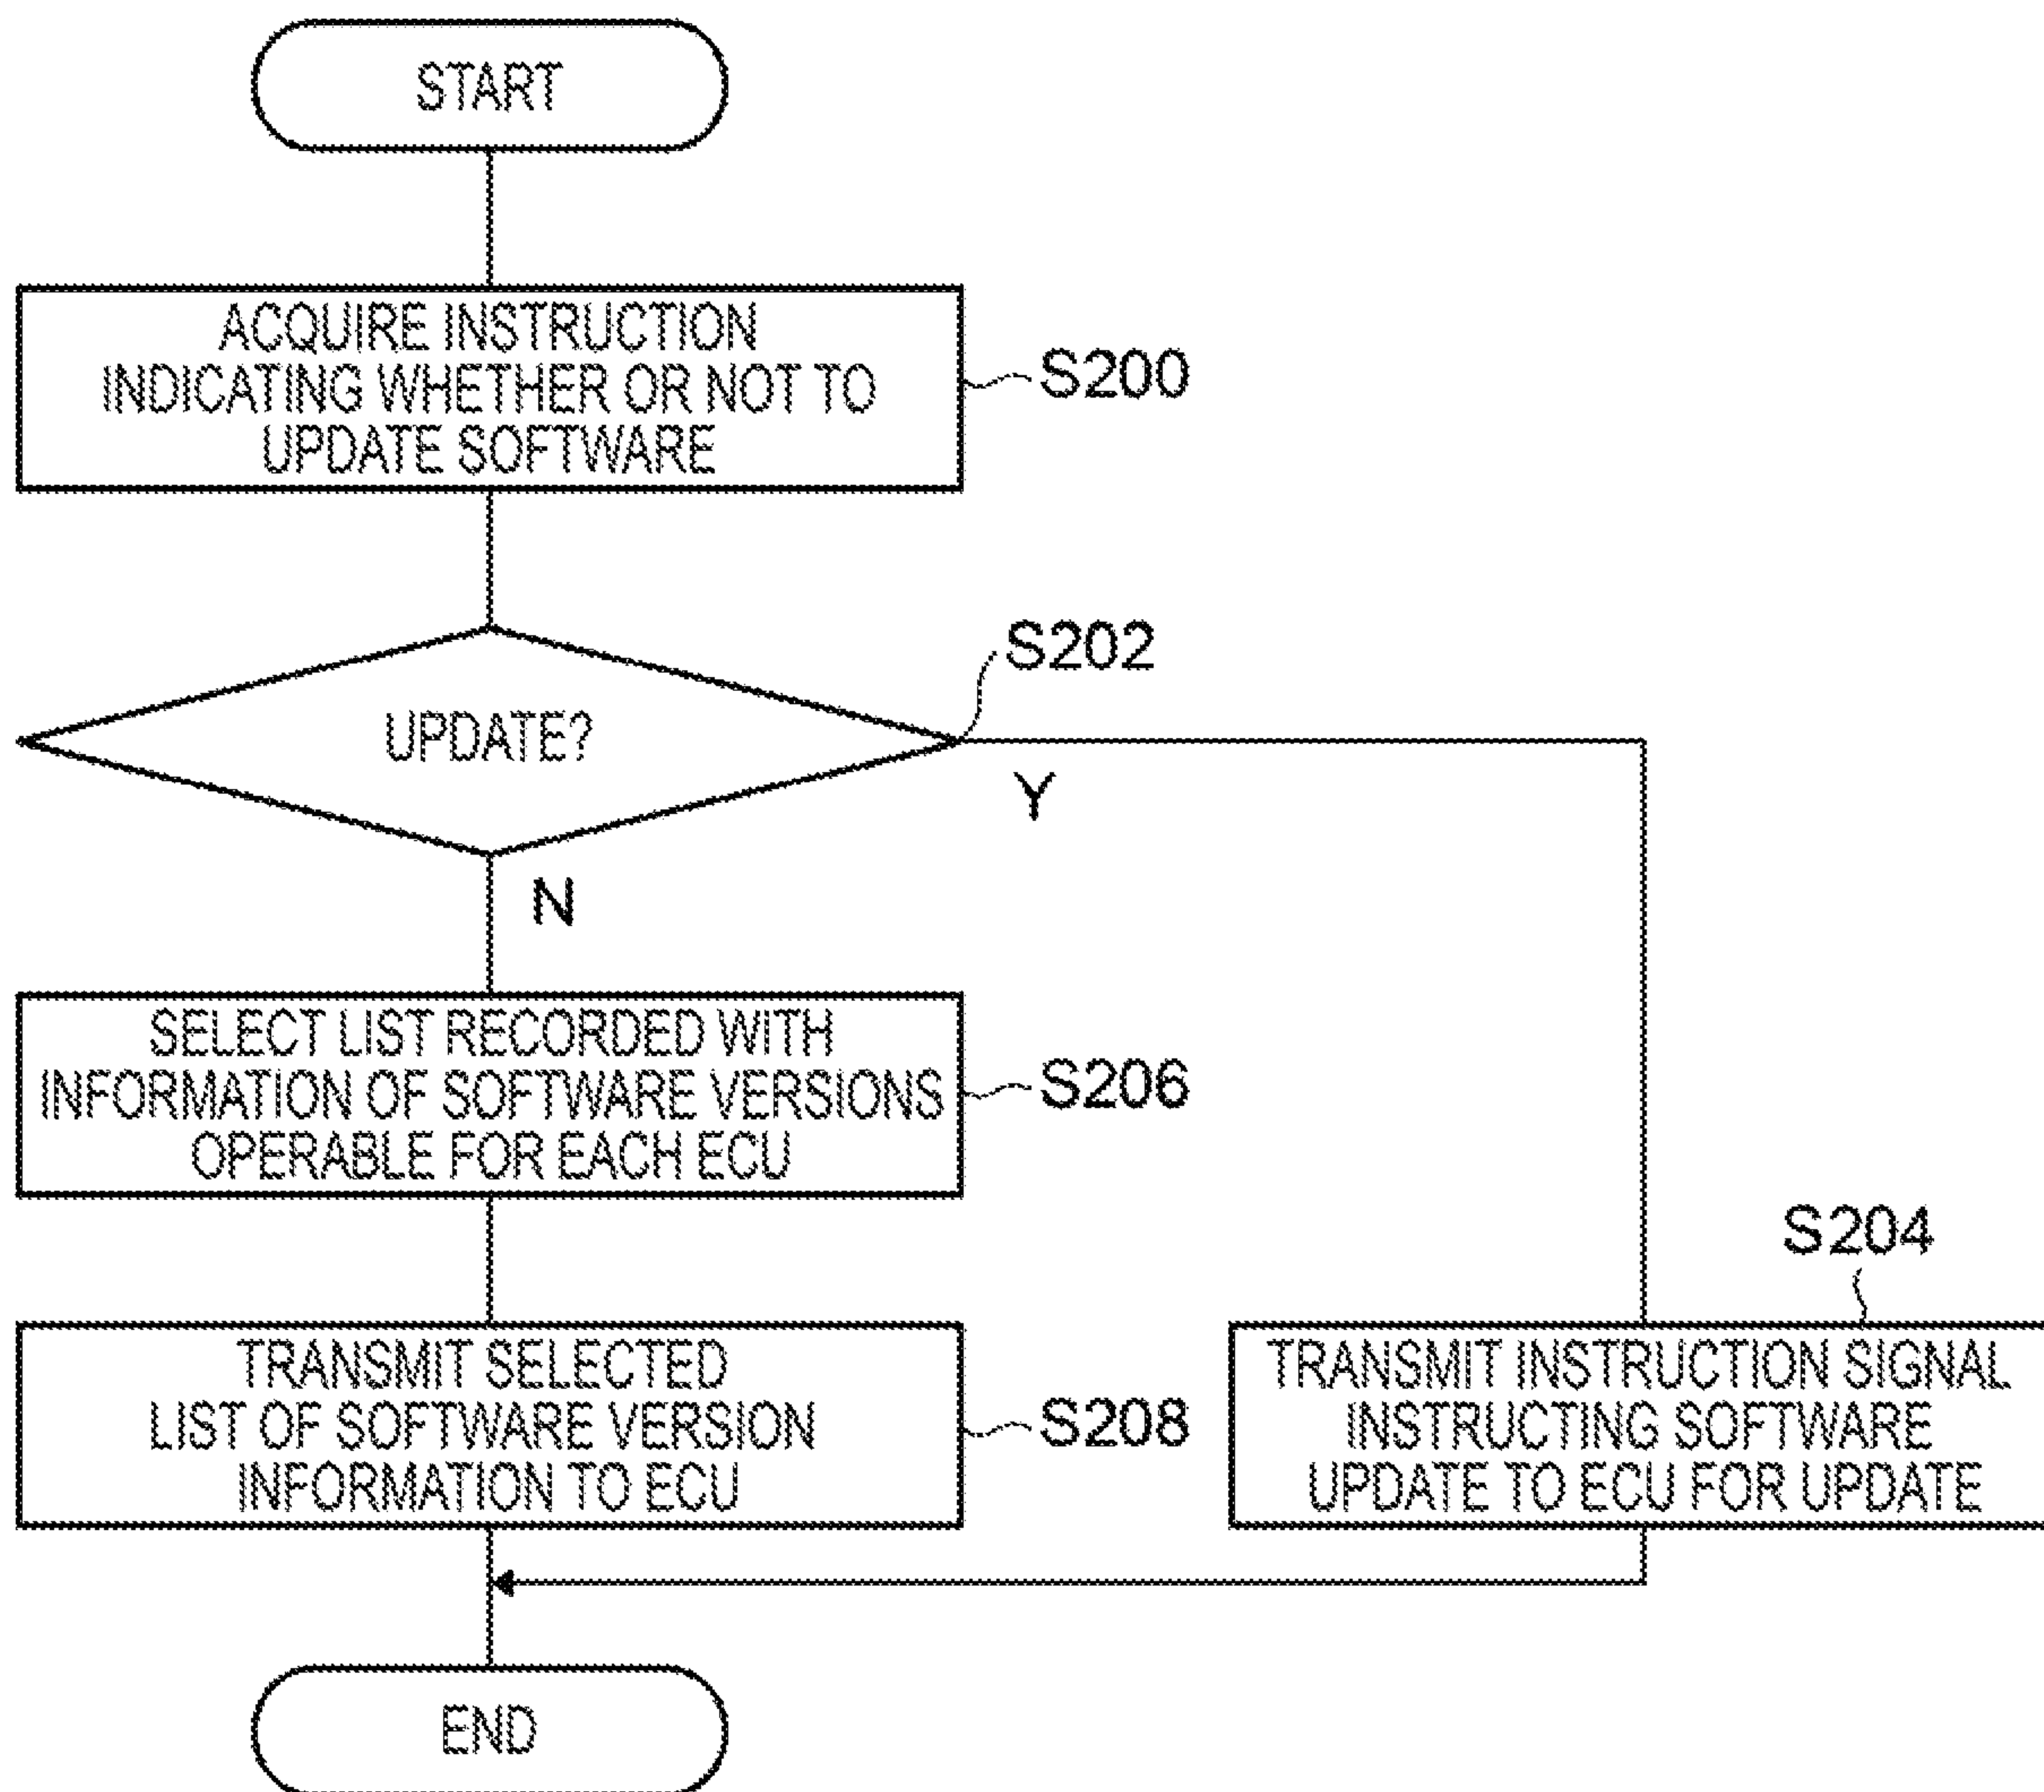 START
ACQUIRE INSTRUCTION
INDICATING WHETHER OR NOT TO
UPDATE SOFTWARE
S200
UPDATE?
S202
Y
N
SELECT LIST RECORDED WITH
INFORMATION OF SOFTWARE VERSIONS
OPERABLE FOR EACH ECU
S206
S204
TRANSMIT SELECTED
LIST OF SOFTWARE VERSION
INFORMATION TO ECU
S208
TRANSMIT INSTRUCTION SIGNAL
INSTRUCTING SOFTWARE
UPDATE TO ECU FOR UPDATE
END